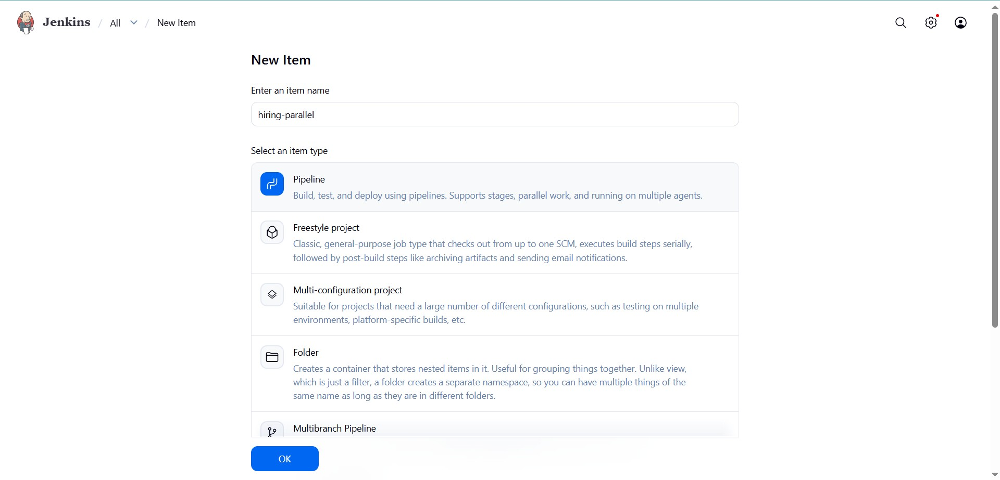 Jenkins / All / New Item
New Item
Enter an item name
hiring-parallel
Select an item type
Pipeline
Build, test, and deploy using pipelines. Supports stages, parallel work, and running on multiple agents.
Freestyle project
Classic, general-purpose job type that checks out from up to one SCM, executes build steps serially,
followed by post-build steps like archiving artifacts and sending email notifications.
Multi-configuration project
Suitable for projects that need a large number of different configurations, such as testing on multiple
environments, platform-specific builds, etc.
Folder
Creates a container that stores nested items in it. Useful for grouping things together. Unlike view,
which is just a filter, a folder creates a separate namespace, so you can have multiple things of the
same name as long as they are in different folders.
Multibranch Pipeline
OK